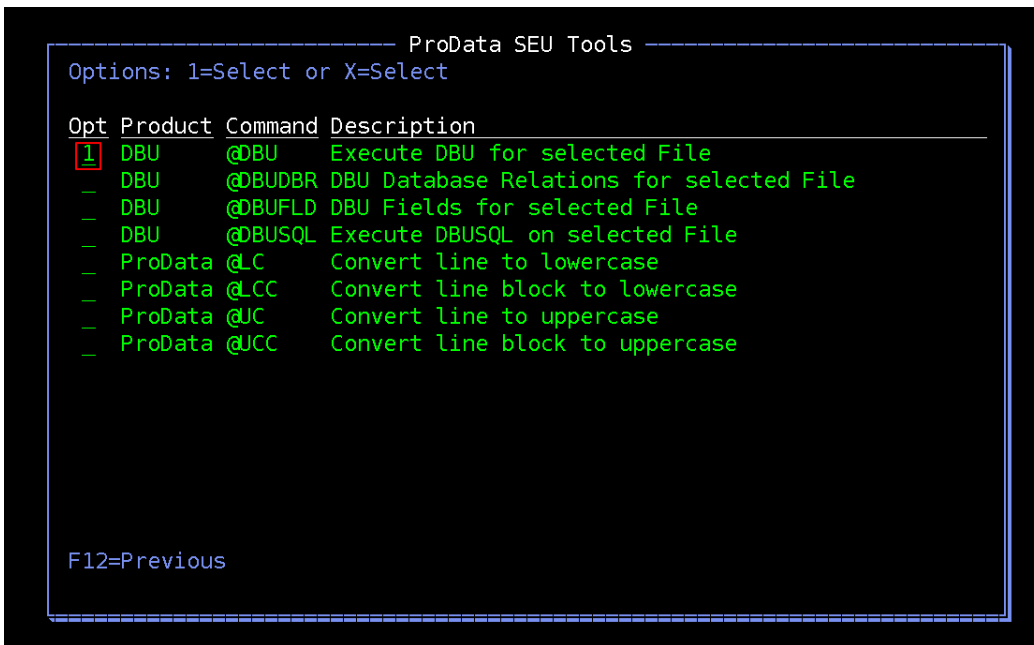 ProData SEU Tools
Options: 1=Select or X=Select
Opt Product Command Description
1 DBU @DBU Execute DBU for selected File
_ DBU @DBUDBR DBU Database Relations for selected File
_ DBU @DBUFLD DBU Fields for selected File
_ DBU @DBUSQL Execute DBUSQL on selected File
_ ProData @LC Convert line to lowercase
_ ProData @LCC Convert line block to lowercase
_ ProData @UC Convert line to uppercase
_ ProData @UCC Convert line block to uppercase
F12=Previous